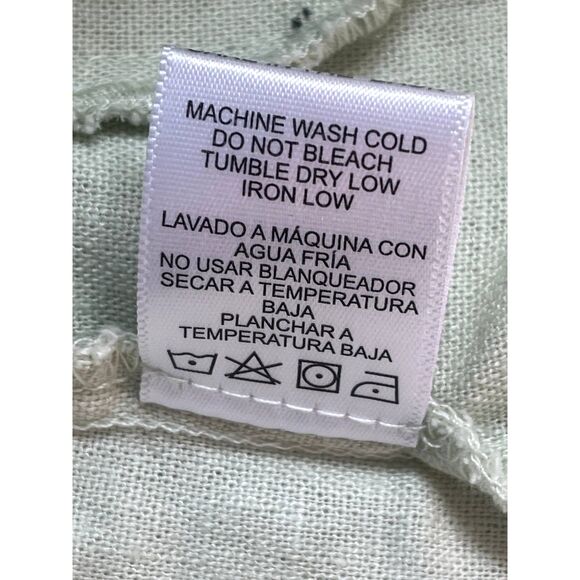 MACHINE WASH COLD
DO NOT BLEACH
TUMBLE DRY LOW
IRON LOW
LAVADO A MÁQUINA CON
AGUA FRÍA
NO USAR BLANQUEADOR
SECAR A TEMPERATURA
BAJA
PLANCHAR A
TEMPERATURA BAJA